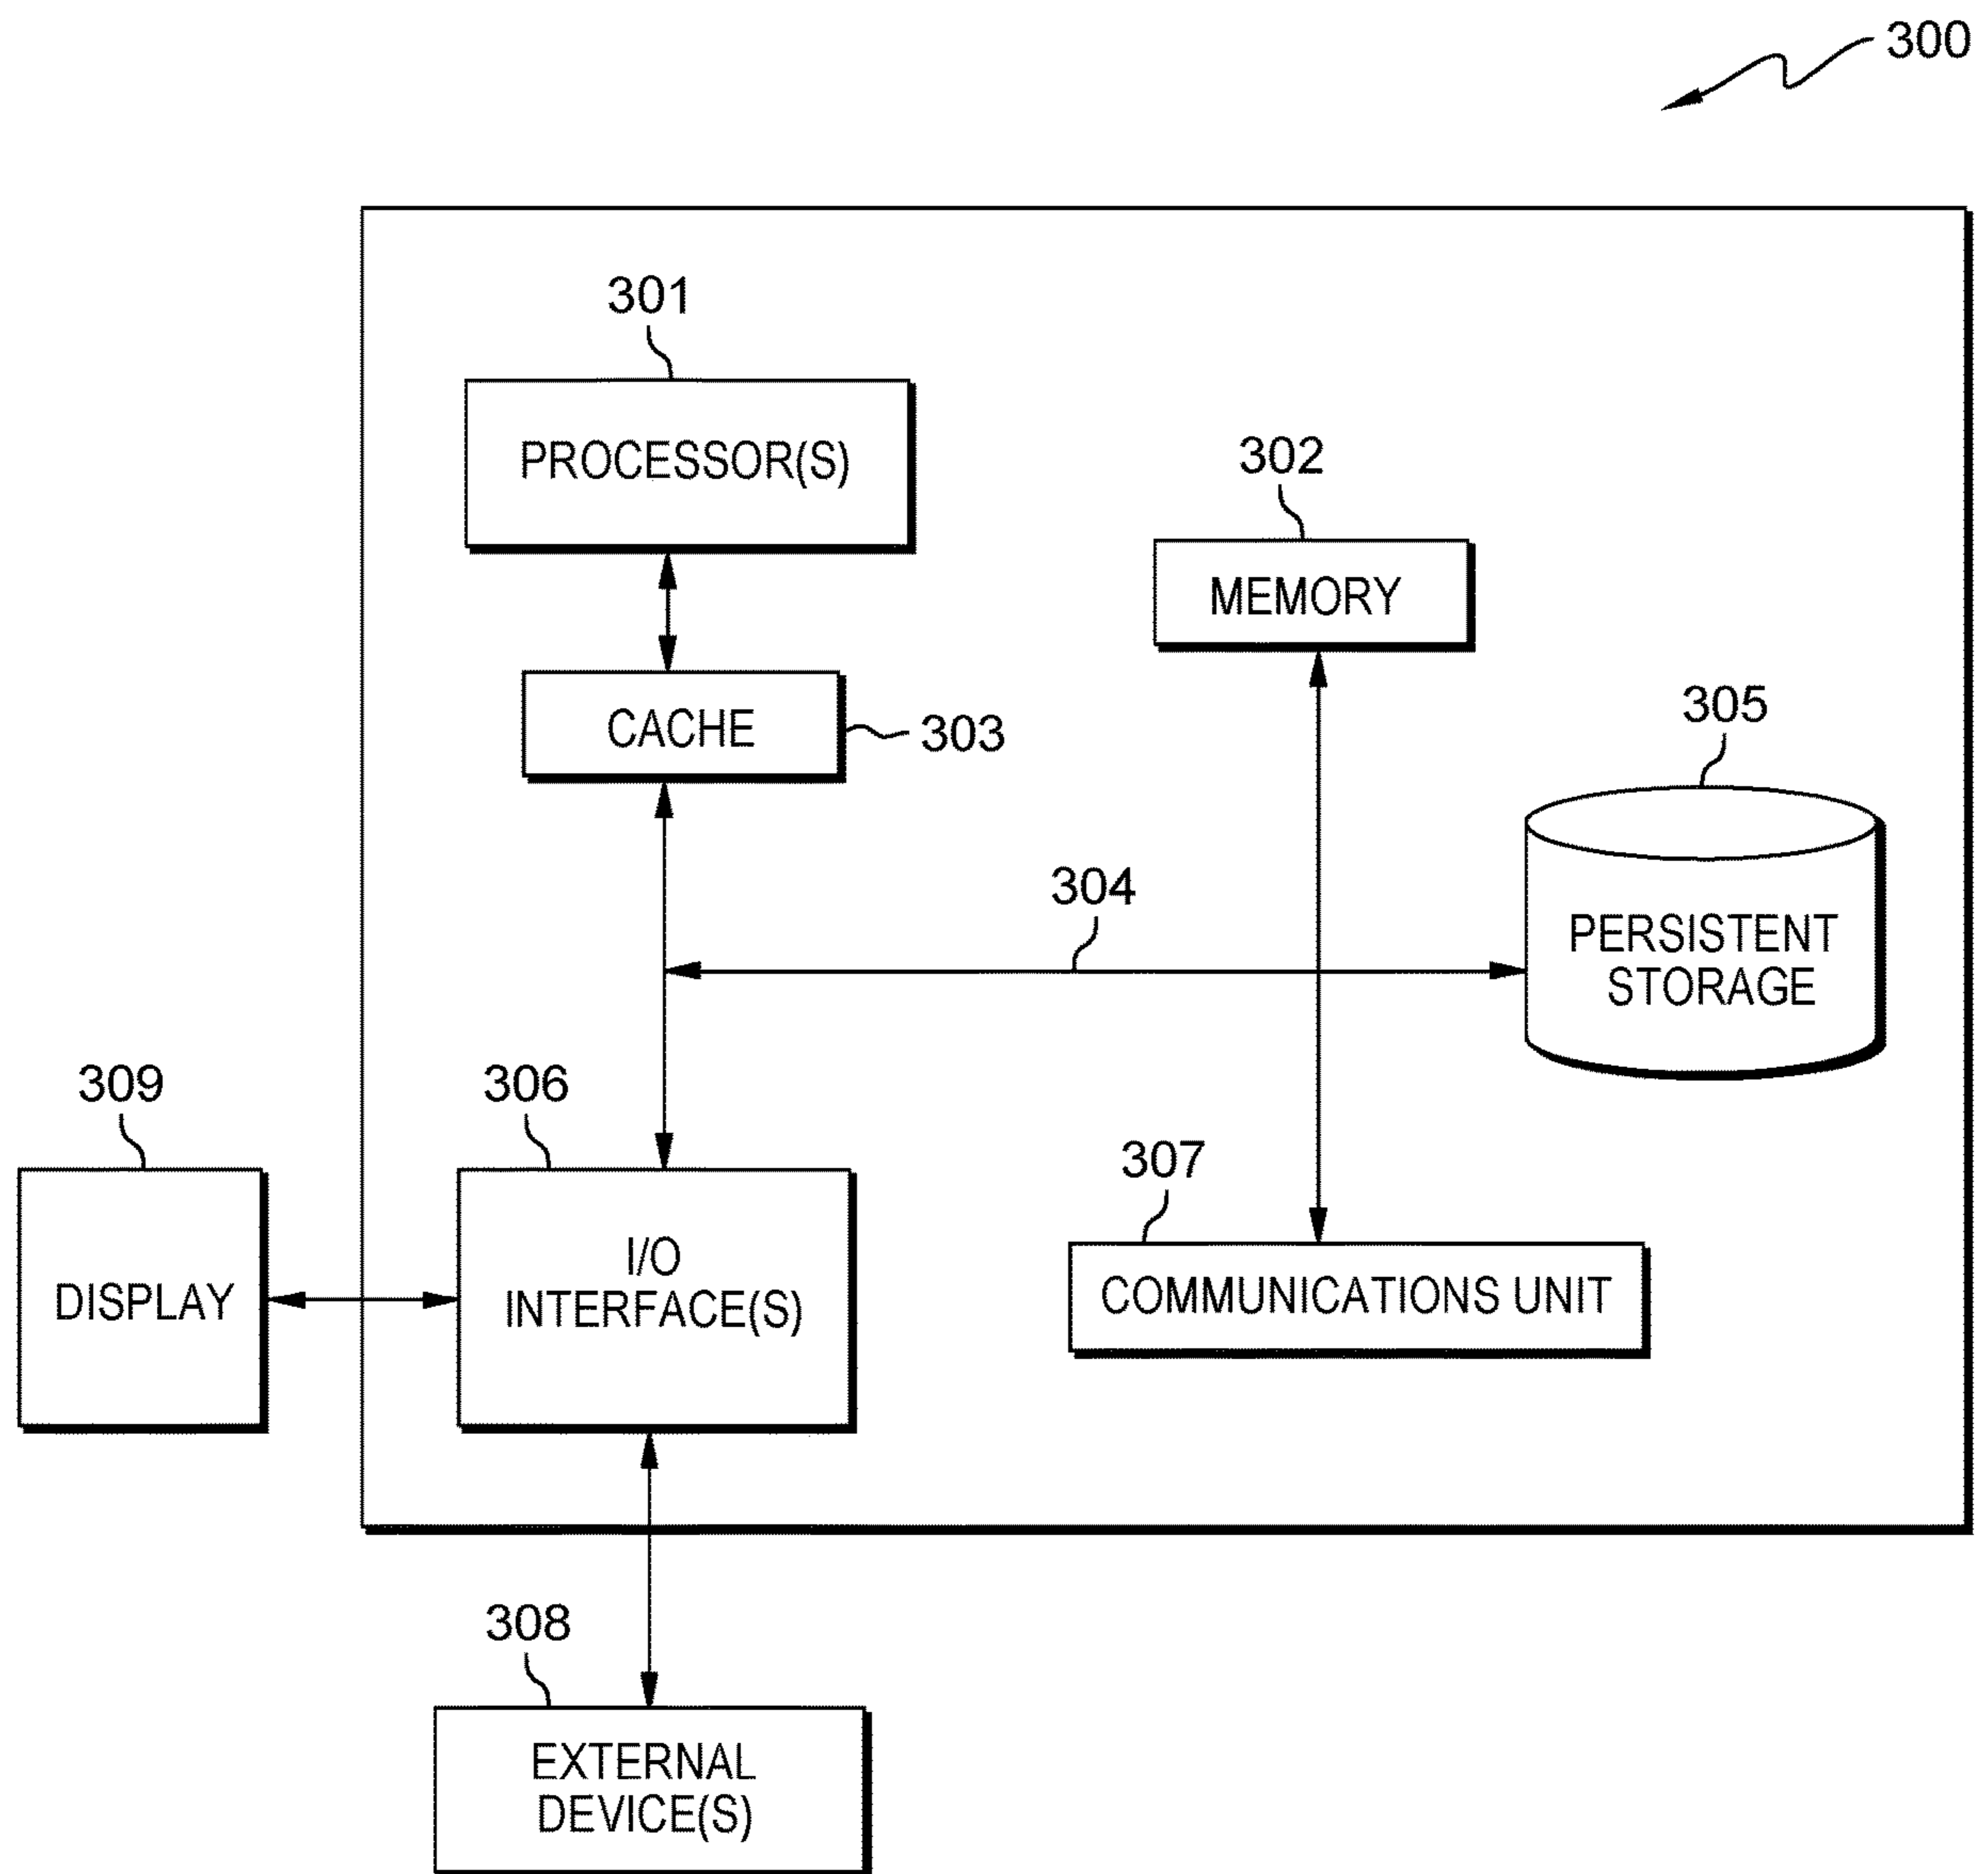 300
301
PROCESSOR(S)
302
MEMORY
CACHE
303
305
304
PERSISTENT
STORAGE
309
306
307
I/O
INTERFACE(S)
DISPLAY
COMMUNICATIONS UNIT
308
EXTERNAL
DEVICE(S)